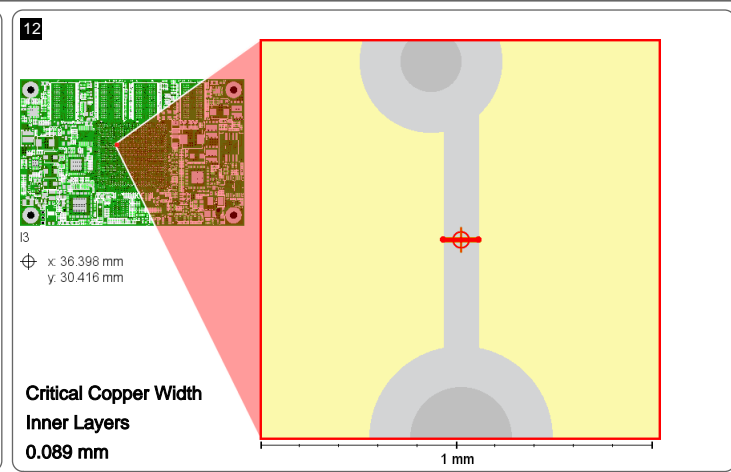 12
I3
x: 36.398 mm
y: 30.416 mm
Critical Copper Width
Inner Layers
0.089 mm
1 mm